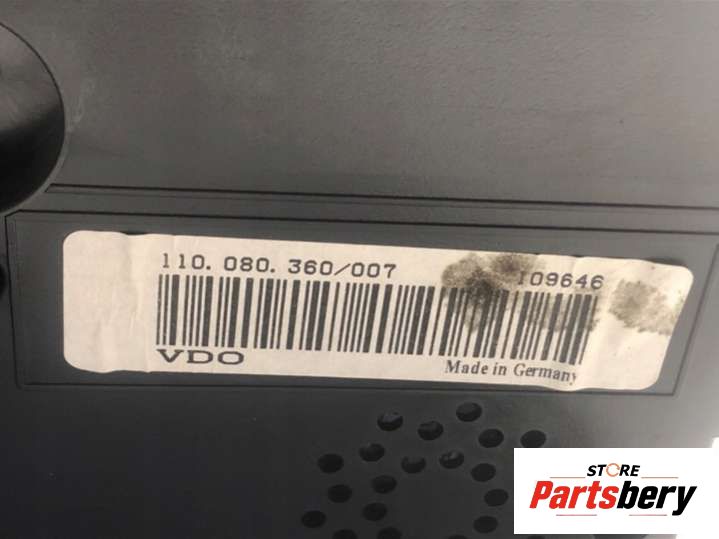 110. 080. 360/007 109646
VDO
Made in Germany
STORE
Partsbery